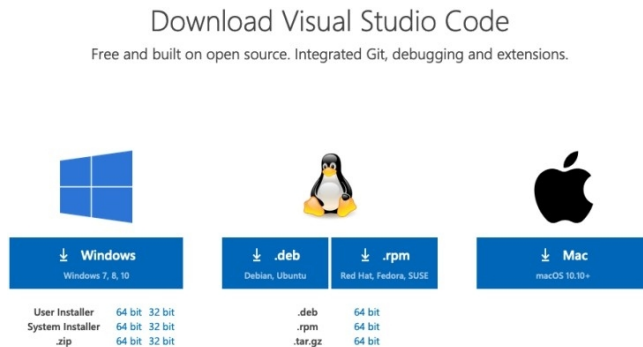 Download Visual Studio Code
Free and built on open source. Integrated Git, debugging and extensions.
Windows
Windows 7, 8, 10
User Installer 64 bit 32 bit
System Installer 64 bit 32 bit
.zip 64 bit 32 bit
.deb
Debian, Ubuntu
.rpm
Red Hat, Fedora, SUSE
.deb 64 bit
.rpm 64 bit
.tar.gz 64 bit
Mac
macOS 10.10+